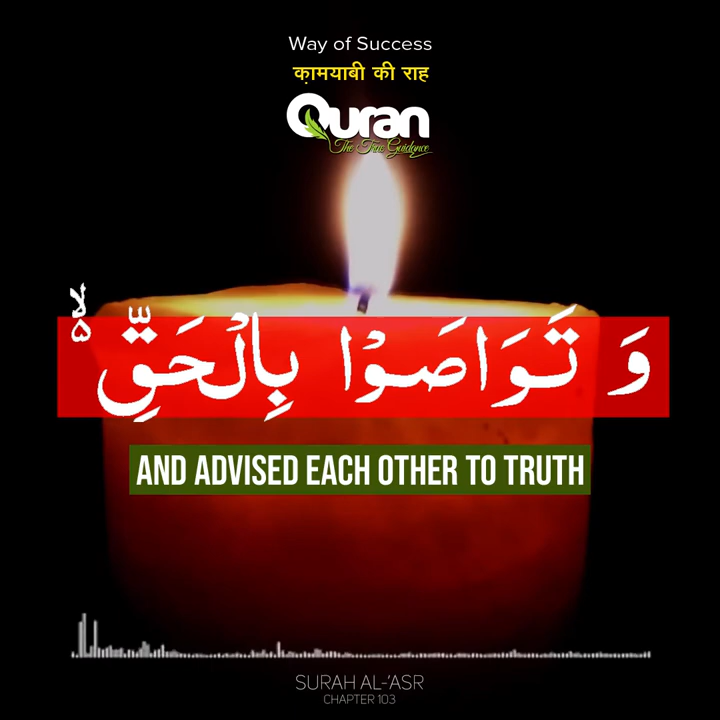 Way of Success
क़ामयाबी की राह
Quran
The True Guidance
وَ تَوَاصَوْا بِالْحَقِّ ۙ۬
AND ADVISED EACH OTHER TO TRUTH
SURAH AL-‘ASR
CHAPTER 103